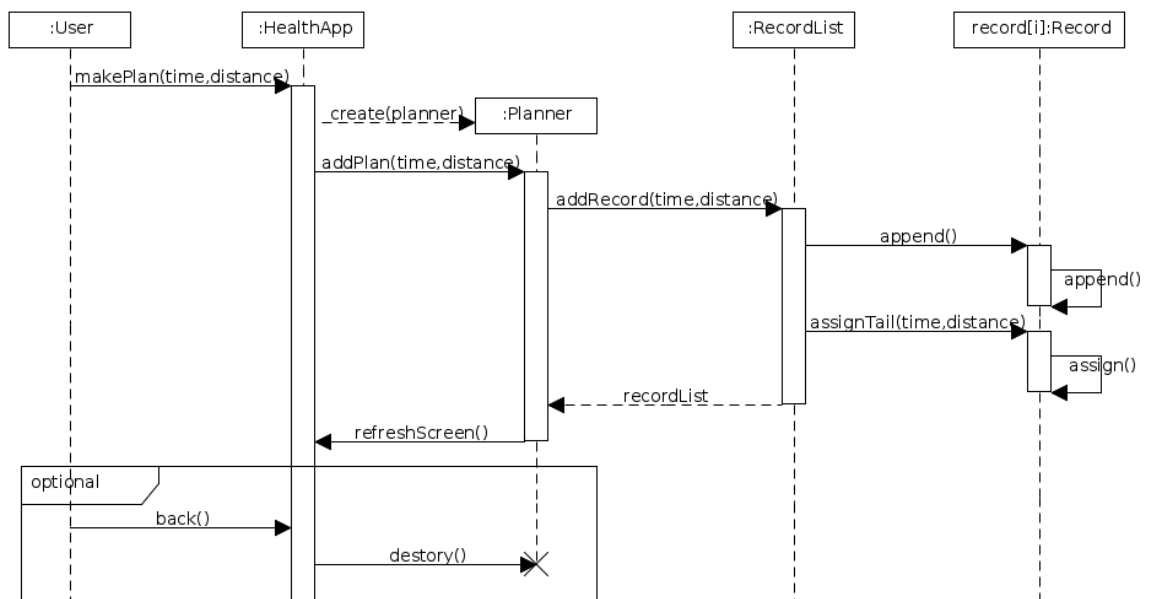 :User
:HealthApp
:RecordList
record[i]:Record
makePlan(time,distance)
create(planner)
:Planner
addPlan(time,distance)
addRecord(time,distance)
append()
append()
assignTail(time,distance)
assign()
recordList
refreshScreen()
optional
back()
destory()